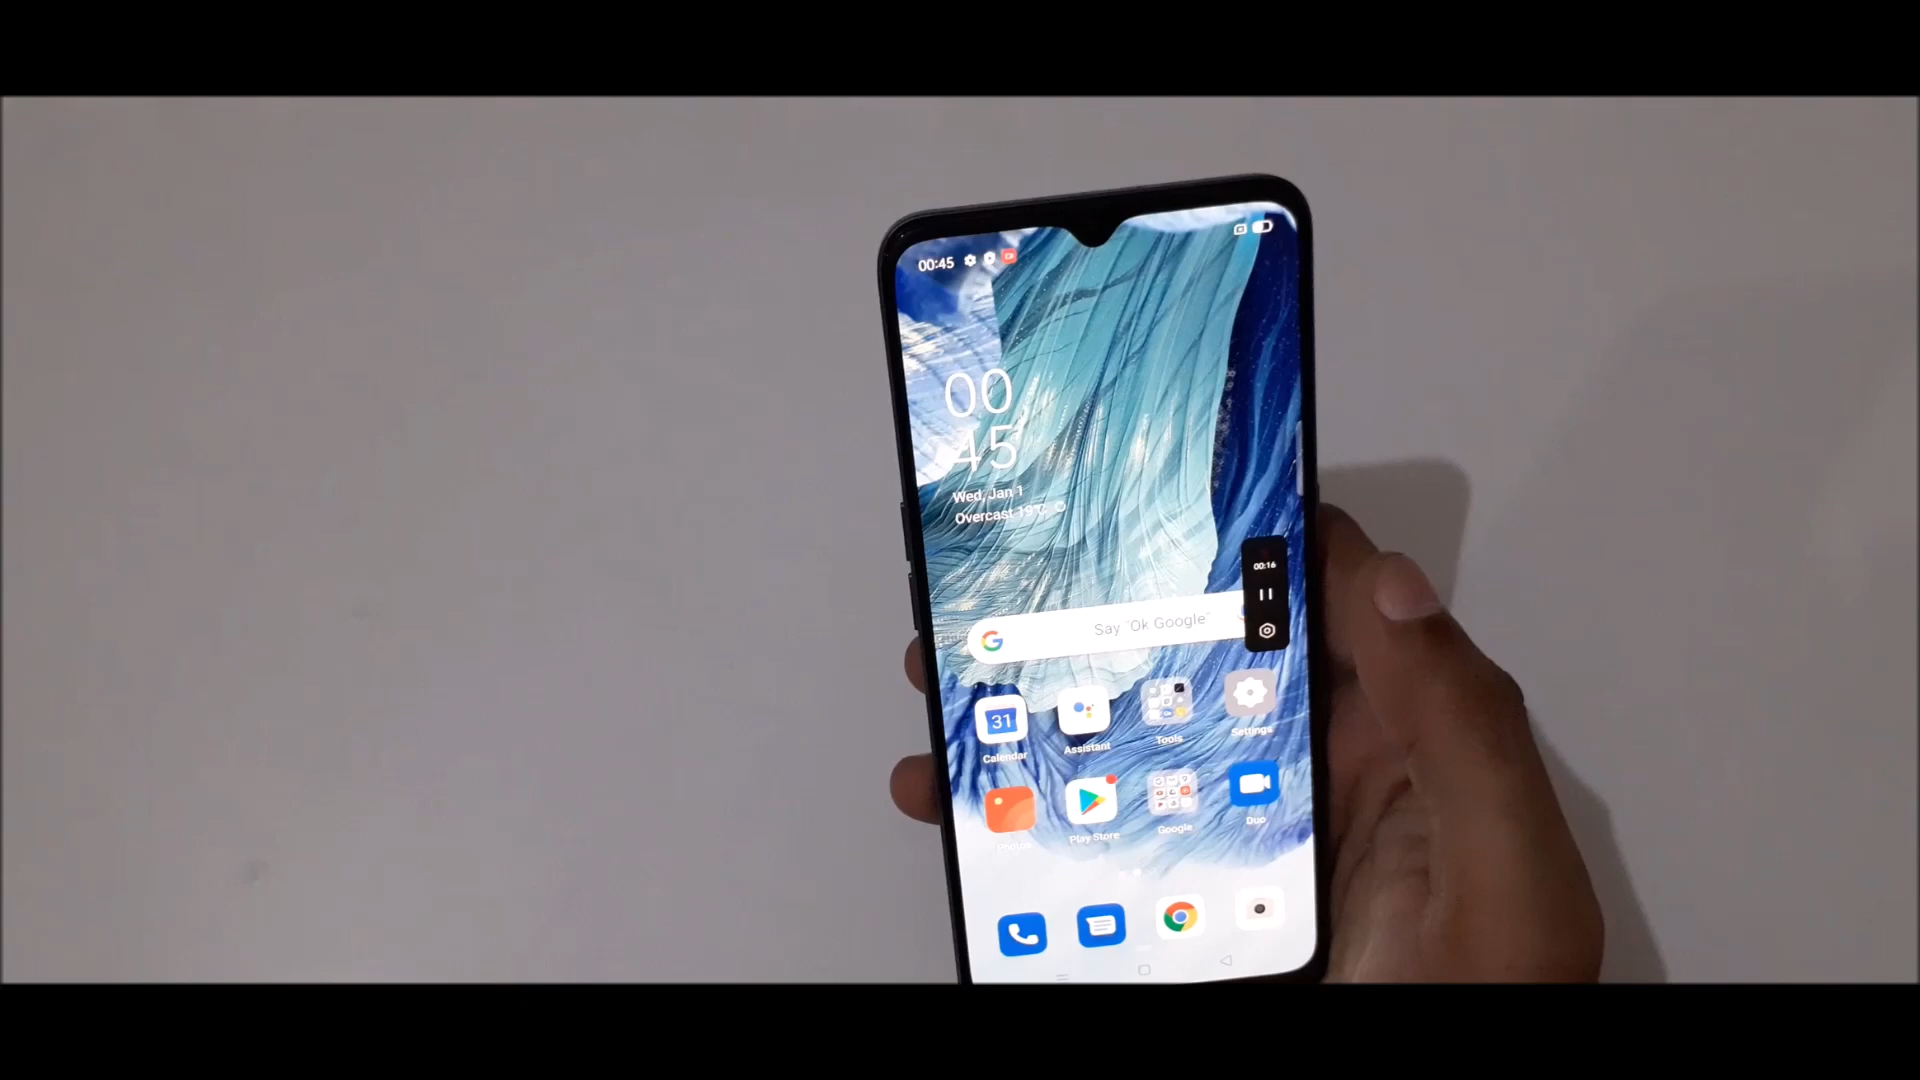 00:45
00
45
Wed, Jan 1
Overcast 19°C
00:16
Say "Ok Google"
31
Calendar
Assistant
Tools
Settings
Photos
Play Store
Google
Duo